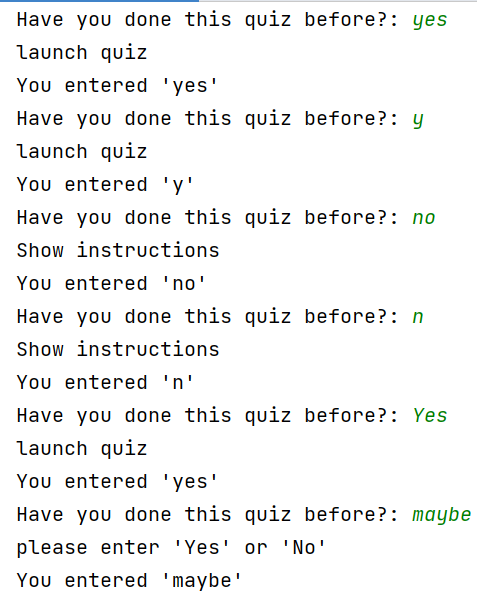 Have you done this quiz before?: yes
launch quiz
You entered 'yes'
Have you done this quiz before?: y
launch quiz
You entered 'y'
Have you done this quiz before?: no
Show instructions
You entered 'no'
Have you done this quiz before?: n
Show instructions
You entered 'n'
Have you done this quiz before?: Yes
launch quiz
You entered 'yes'
Have you done this quiz before?: maybe
please enter 'Yes' or 'No'
You entered 'maybe'